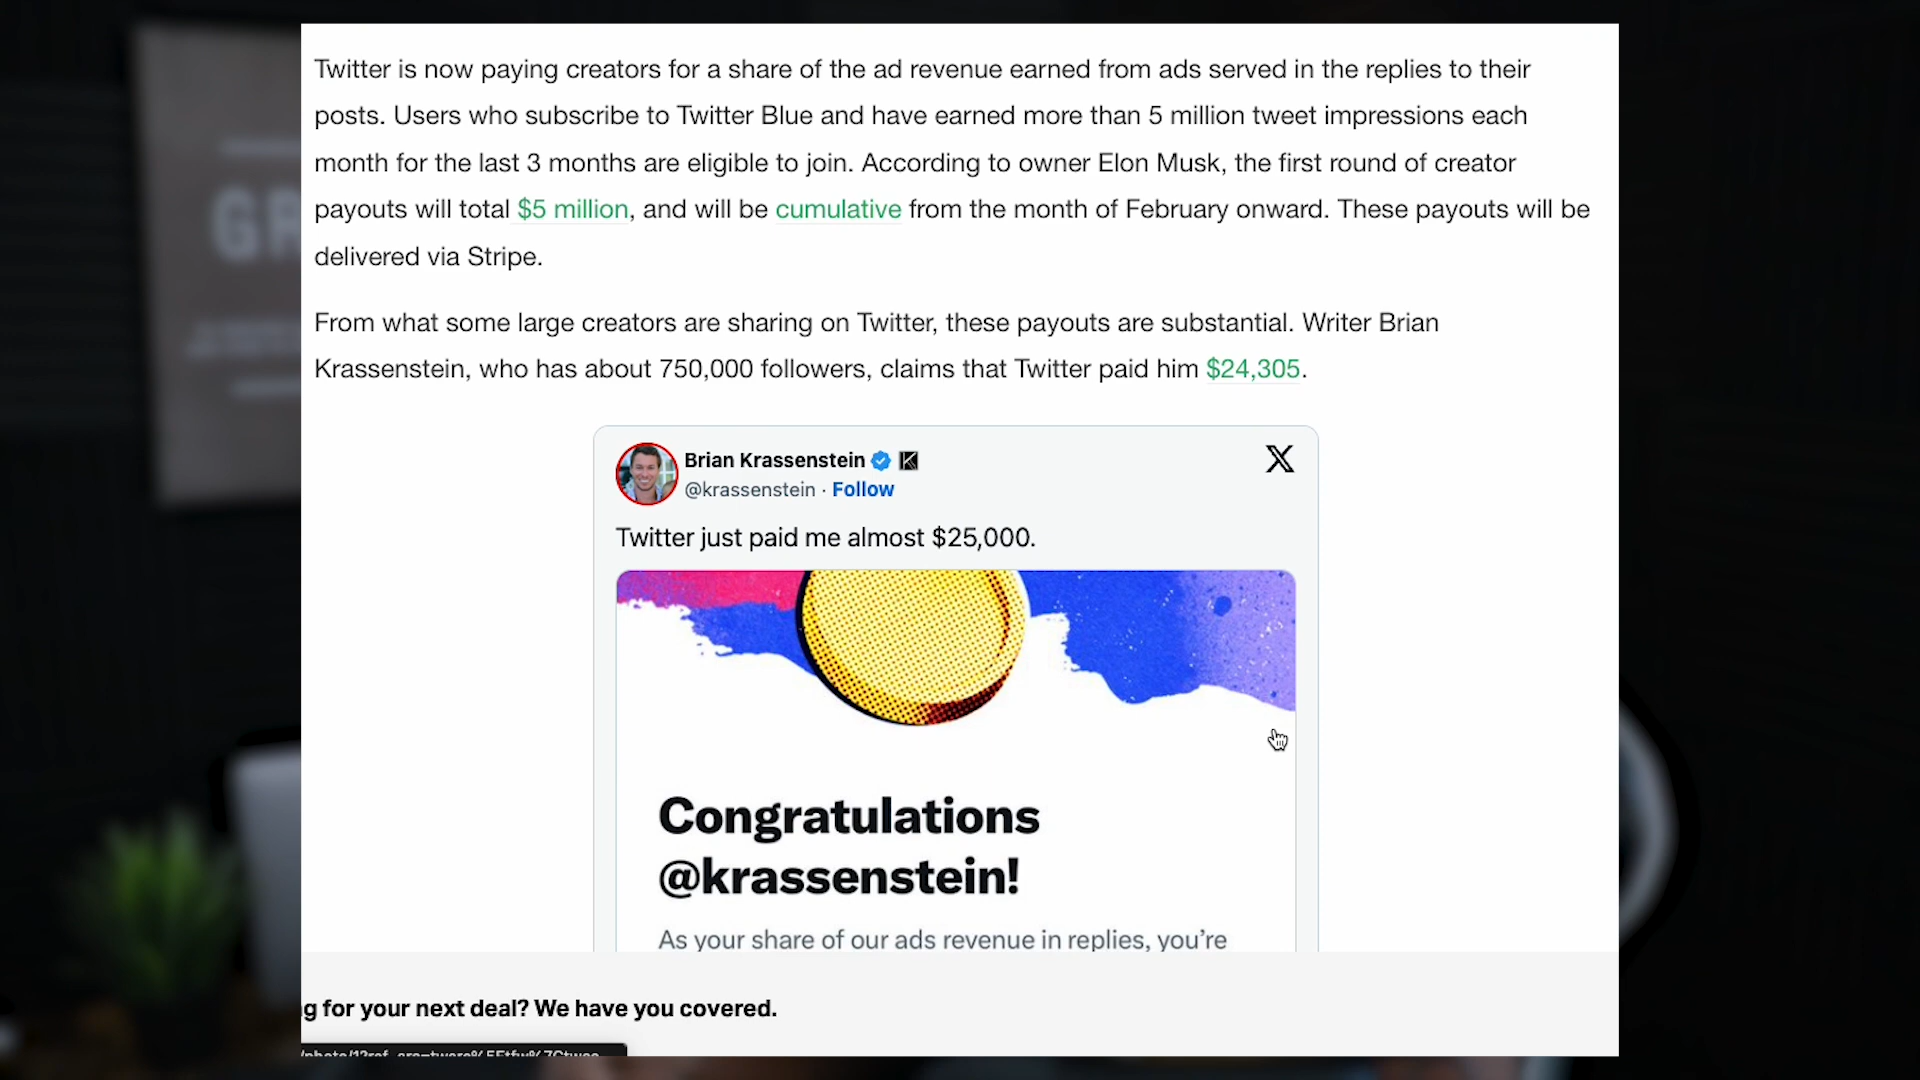 Twitter is now paying creators for a share of the ad revenue earned from ads served in the replies to their
posts. Users who subscribe to Twitter Blue and have earned more than 5 million tweet impressions each
month for the last 3 months are eligible to join. According to owner Elon Musk, the first round of creator
payouts will total $5 million, and will be cumulative from the month of February onward. These payouts will be
delivered via Stripe.
From what some large creators are sharing on Twitter, these payouts are substantial. Writer Brian
Krassenstein, who has about 750,000 followers, claims that Twitter paid him $24,305.
Brian Krassenstein
@krassenstein · Follow
Twitter just paid me almost $25,000.
Congratulations
@krassenstein!
As your share of our ads revenue in replies, you’re
for your next deal? We have you covered.
GR